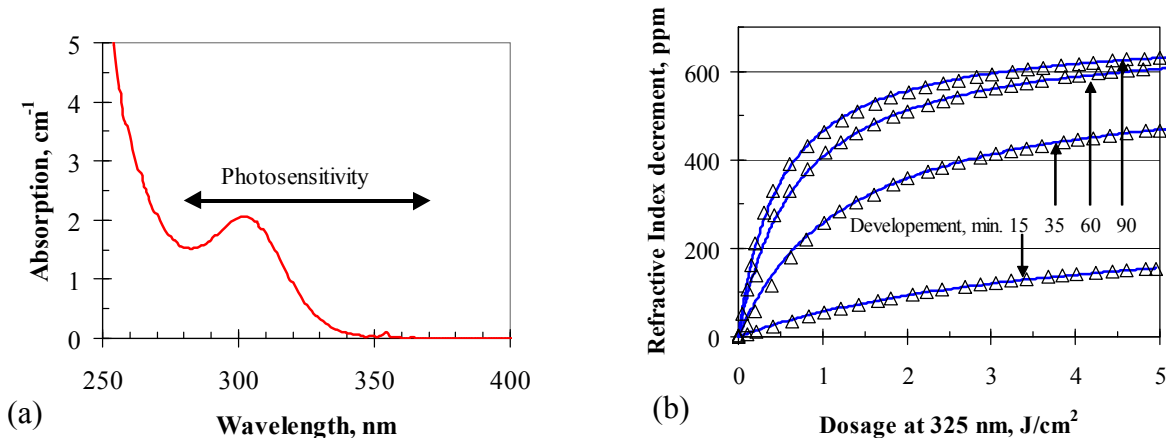 5
4
3
2
1
0
250 300 350 400
Absorption, cm-1
Wavelength, nm
Photosensitivity
(a)
600
400
200
0
0 1 2 3 4 5
Refractive Index decrement, ppm
Dosage at 325 nm, J/cm2
Developement, min. 15 35 60 90
(b)